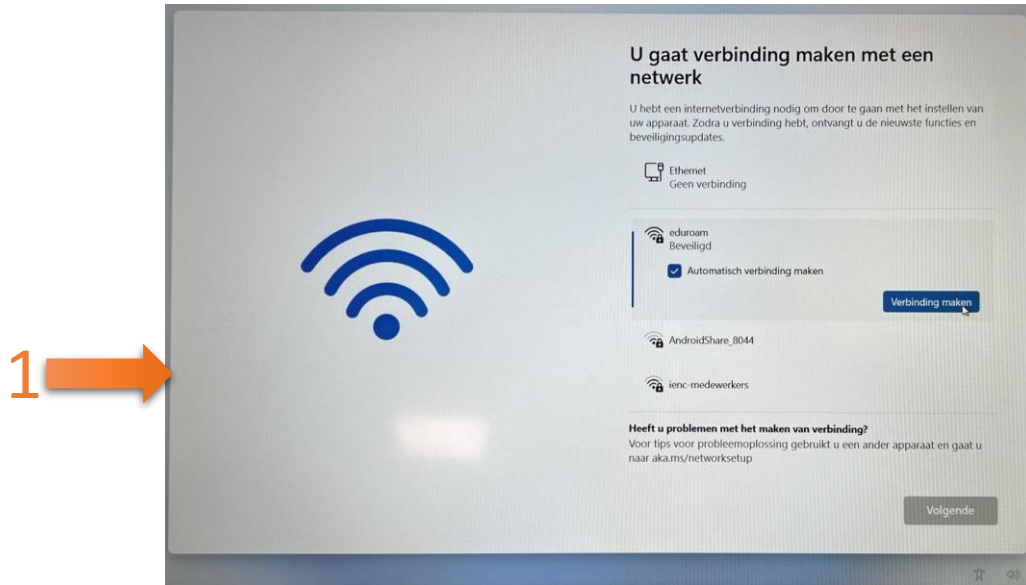 U gaat verbinding maken met een
netwerk
U hebt een internetverbinding nodig om door te gaan met het instellen van
uw apparaat. Zodra u verbinding hebt, ontvangt u de nieuwste functies en
beveiligingsupdates.
Ethernet
Geen verbinding
eduroam
Beveiligd
Automatisch verbinding maken
Verbinding maken
1
AndroidShare_8044
ienc-medewerkers
Heeft u problemen met het maken van verbinding?
Voor tips voor probleemoplossing gebruikt u een ander apparaat en gaat u
naar aka.ms/networksetup
Volgende